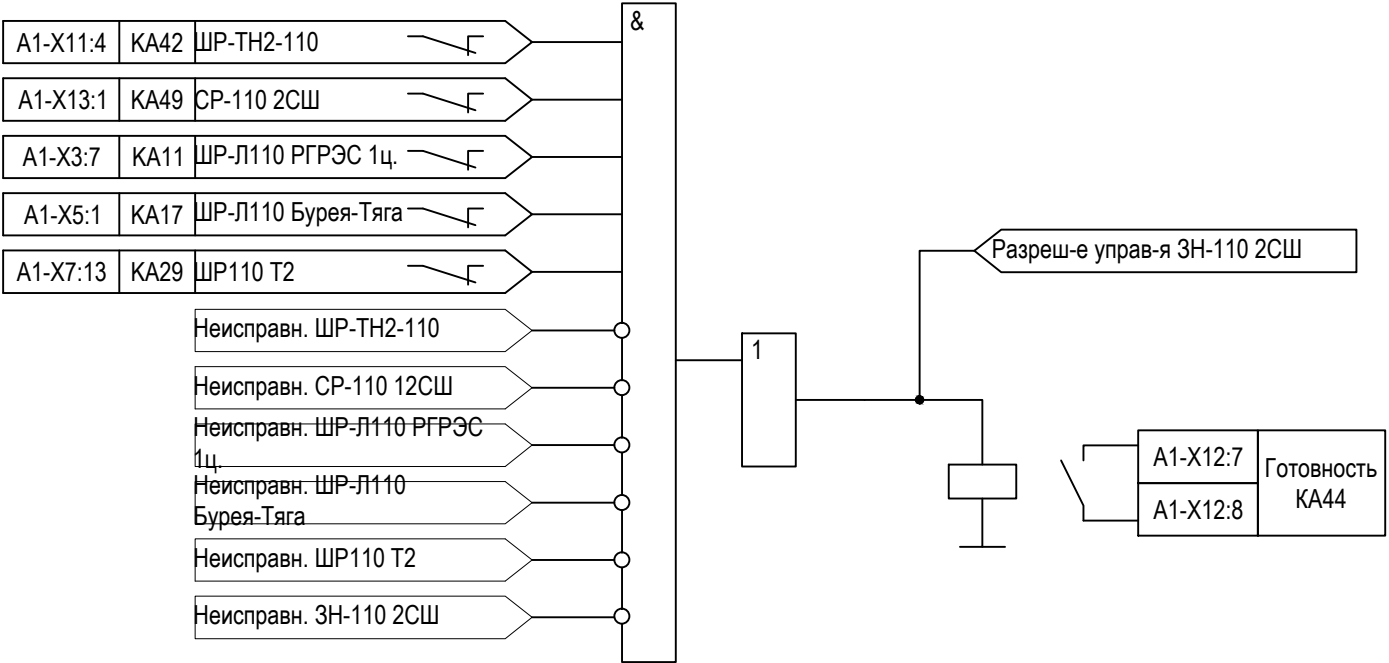 &
A1-X11:4 KA42 ШР-ТН2-110
A1-X13:1 KA49 СР-110 2СШ
A1-X3:7 KA11 ШР-Л110 РГРЭС 1ц.
A1-X5:1 KA17 ШР-Л110 Бурея-Тяга
A1-X7:13 KA29 ШР110 Т2
Неисправн. ШР-ТН2-110
Неисправн. СР-110 12СШ
Неисправн. ШР-Л110 РГРЭС
1ц.
Неисправн. ШР-Л110
Бурея-Тяга
Неисправн. ШР110 Т2
Неисправн. ЗН-110 2СШ
1
Разреш-е управ-я ЗН-110 2СШ
A1-X12:7
A1-X12:8
Готовность
КА44